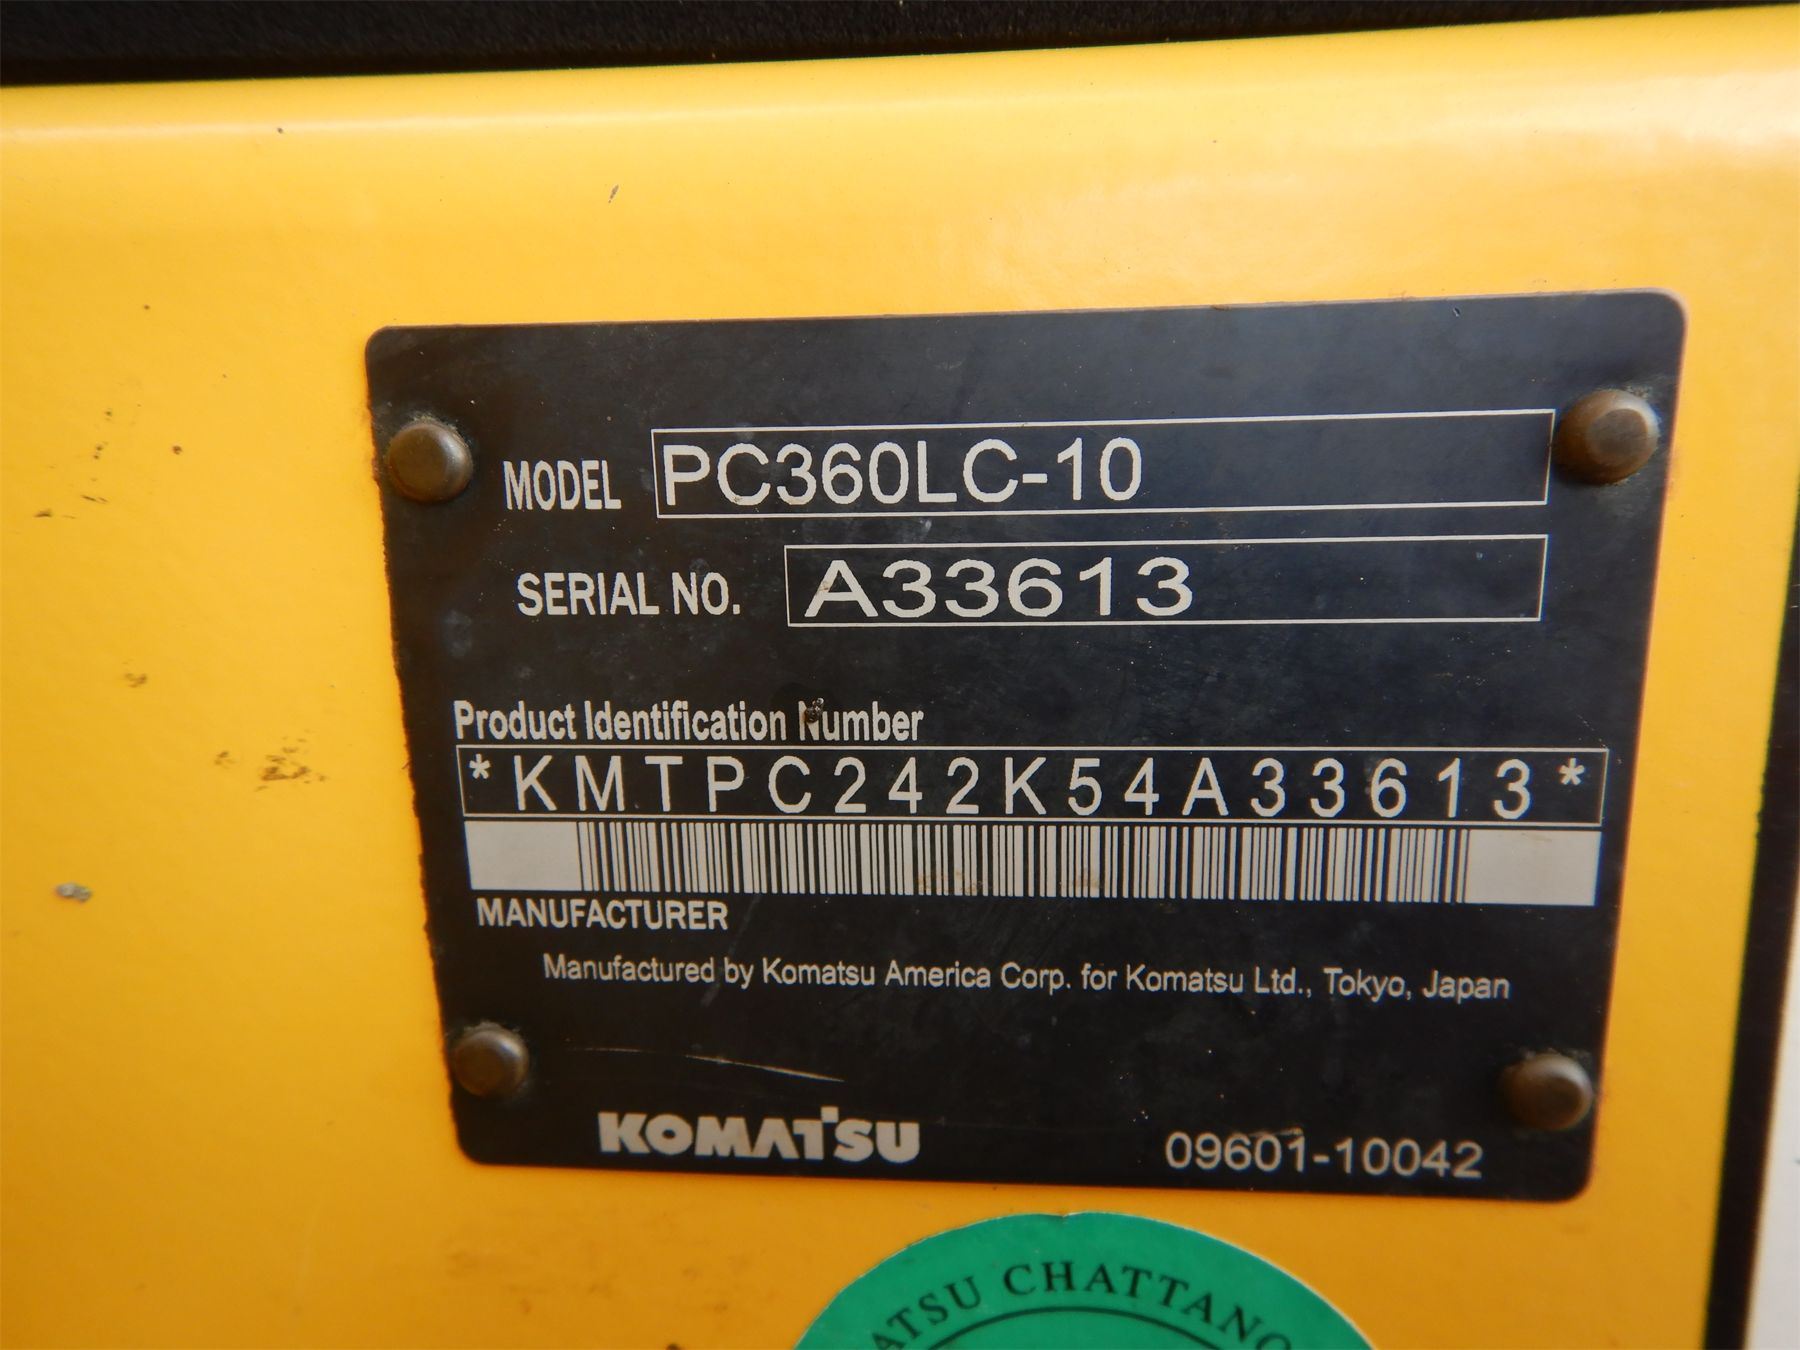 MODEL PC360LC-10
SERIAL NO. A33613
Product Identification Number
*KMTPC242K54A33613*
MANUFACTURER
Manufactured by Komatsu America Corp. for Komatsu Ltd., Tokyo, Japan
KOMATSU 09601-10042
ATSU CHATTANO